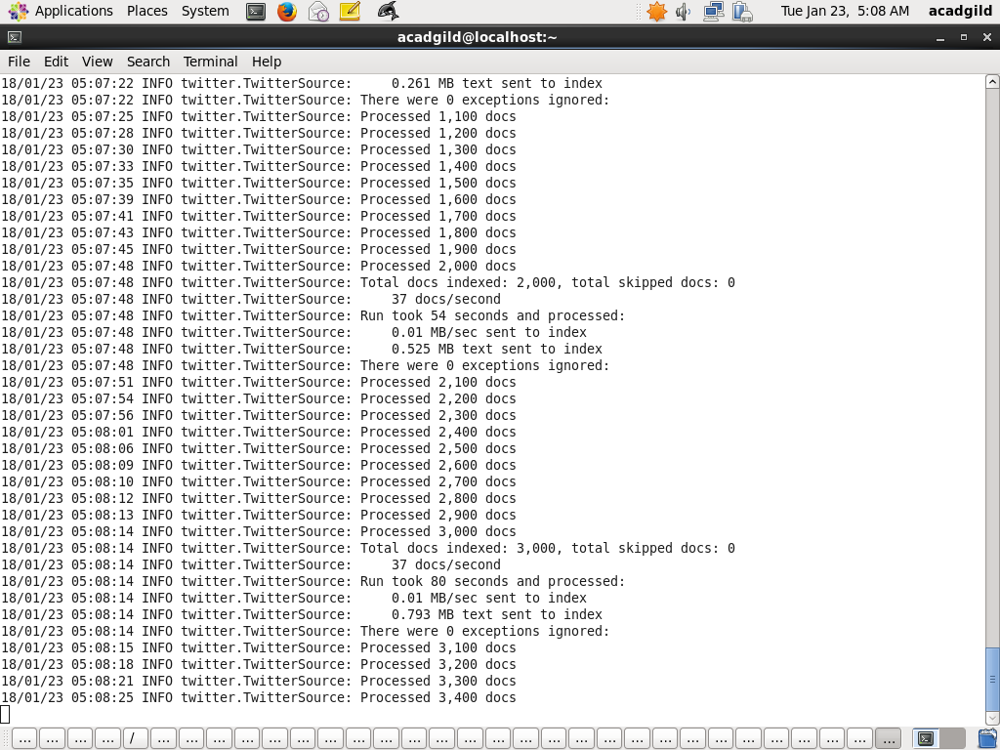 Applications Places System Tue Jan 23, 5:08 AM acadgild
acadgild@localhost:~
File Edit View Search Terminal Help
18/01/23 05:07:22 INFO twitter.TwitterSource:     0.261 MB text sent to index
18/01/23 05:07:22 INFO twitter.TwitterSource: There were 0 exceptions ignored:
18/01/23 05:07:25 INFO twitter.TwitterSource: Processed 1,100 docs
18/01/23 05:07:28 INFO twitter.TwitterSource: Processed 1,200 docs
18/01/23 05:07:30 INFO twitter.TwitterSource: Processed 1,300 docs
18/01/23 05:07:33 INFO twitter.TwitterSource: Processed 1,400 docs
18/01/23 05:07:35 INFO twitter.TwitterSource: Processed 1,500 docs
18/01/23 05:07:39 INFO twitter.TwitterSource: Processed 1,600 docs
18/01/23 05:07:41 INFO twitter.TwitterSource: Processed 1,700 docs
18/01/23 05:07:43 INFO twitter.TwitterSource: Processed 1,800 docs
18/01/23 05:07:45 INFO twitter.TwitterSource: Processed 1,900 docs
18/01/23 05:07:48 INFO twitter.TwitterSource: Processed 2,000 docs
18/01/23 05:07:48 INFO twitter.TwitterSource: Total docs indexed: 2,000, total skipped docs: 0
18/01/23 05:07:48 INFO twitter.TwitterSource:     37 docs/second
18/01/23 05:07:48 INFO twitter.TwitterSource: Run took 54 seconds and processed:
18/01/23 05:07:48 INFO twitter.TwitterSource:     0.01 MB/sec sent to index
18/01/23 05:07:48 INFO twitter.TwitterSource:     0.525 MB text sent to index
18/01/23 05:07:48 INFO twitter.TwitterSource: There were 0 exceptions ignored:
18/01/23 05:07:51 INFO twitter.TwitterSource: Processed 2,100 docs
18/01/23 05:07:54 INFO twitter.TwitterSource: Processed 2,200 docs
18/01/23 05:07:56 INFO twitter.TwitterSource: Processed 2,300 docs
18/01/23 05:08:01 INFO twitter.TwitterSource: Processed 2,400 docs
18/01/23 05:08:06 INFO twitter.TwitterSource: Processed 2,500 docs
18/01/23 05:08:09 INFO twitter.TwitterSource: Processed 2,600 docs
18/01/23 05:08:10 INFO twitter.TwitterSource: Processed 2,700 docs
18/01/23 05:08:12 INFO twitter.TwitterSource: Processed 2,800 docs
18/01/23 05:08:13 INFO twitter.TwitterSource: Processed 2,900 docs
18/01/23 05:08:14 INFO twitter.TwitterSource: Processed 3,000 docs
18/01/23 05:08:14 INFO twitter.TwitterSource: Total docs indexed: 3,000, total skipped docs: 0
18/01/23 05:08:14 INFO twitter.TwitterSource:     37 docs/second
18/01/23 05:08:14 INFO twitter.TwitterSource: Run took 80 seconds and processed:
18/01/23 05:08:14 INFO twitter.TwitterSource:     0.01 MB/sec sent to index
18/01/23 05:08:14 INFO twitter.TwitterSource:     0.793 MB text sent to index
18/01/23 05:08:14 INFO twitter.TwitterSource: There were 0 exceptions ignored:
18/01/23 05:08:15 INFO twitter.TwitterSource: Processed 3,100 docs
18/01/23 05:08:18 INFO twitter.TwitterSource: Processed 3,200 docs
18/01/23 05:08:21 INFO twitter.TwitterSource: Processed 3,300 docs
18/01/23 05:08:25 INFO twitter.TwitterSource: Processed 3,400 docs
... ... ... ... / ... ... ... ... ... ... ... ... ... ... ... ... ... ... ... ... ... ... ... ... ... ... ... ... ... ... ...